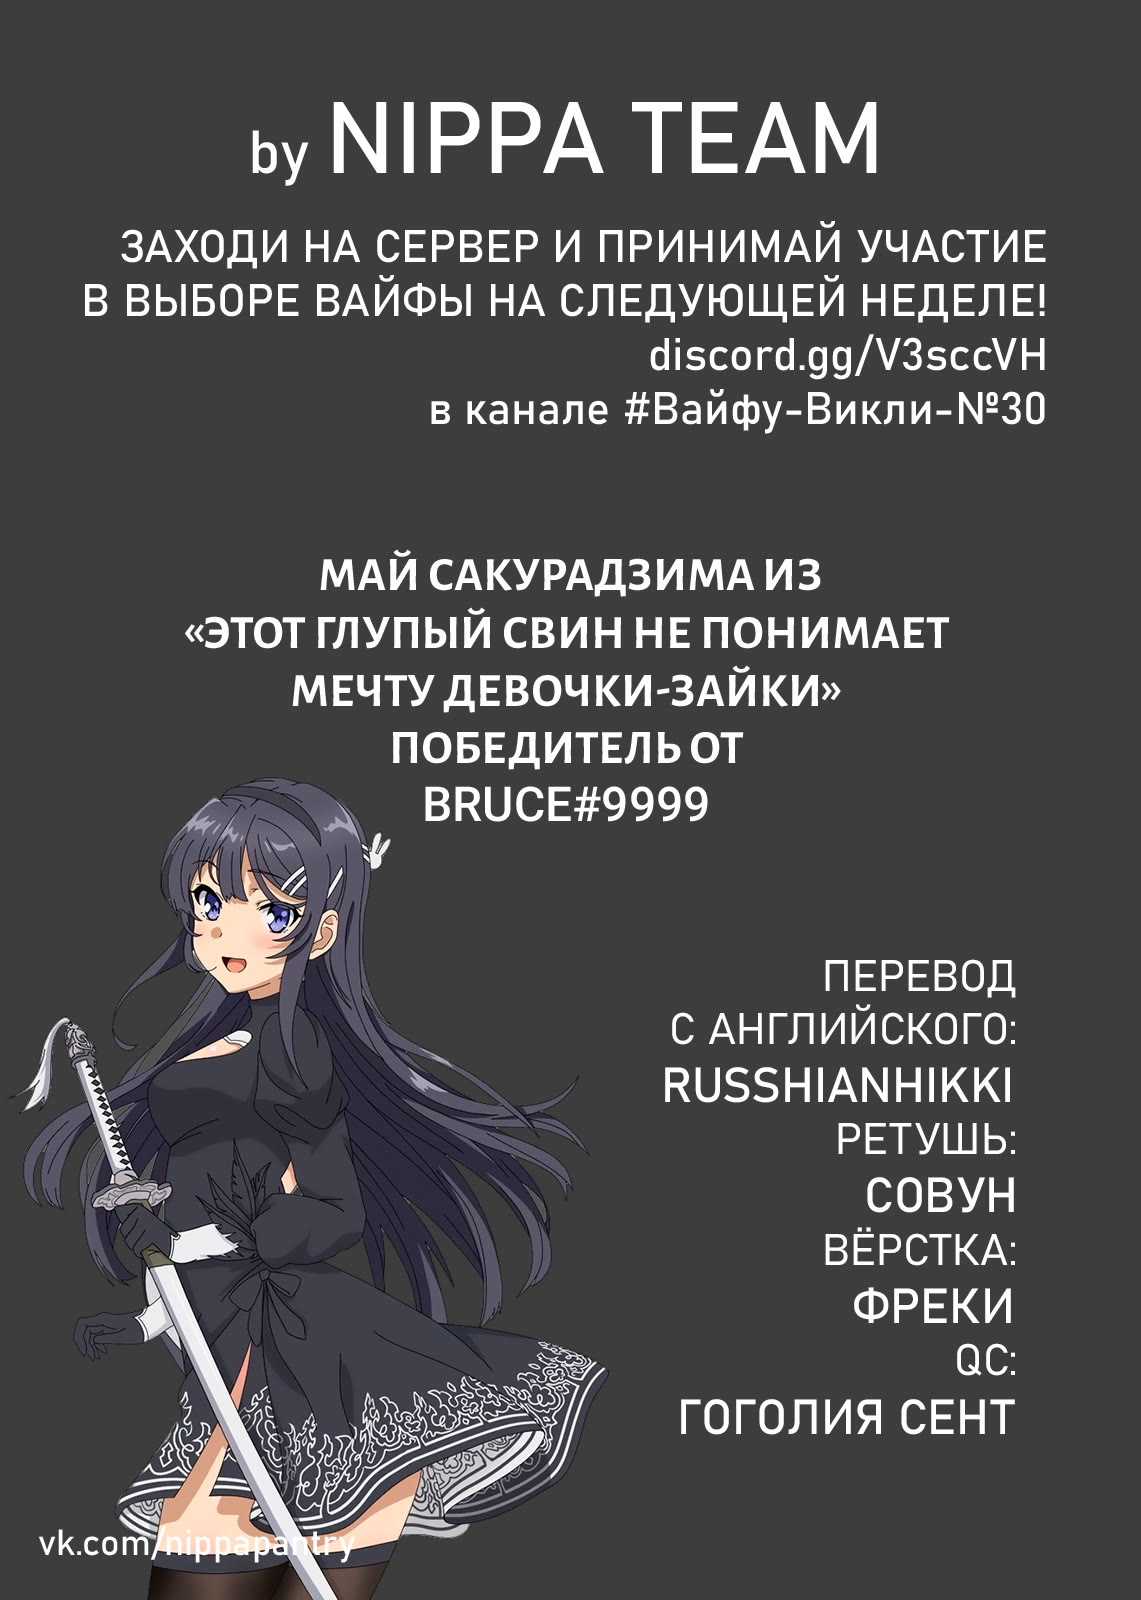 by NIPPA TEAM
ЗАХОДИ НА СЕРВЕР И ПРИНИМАЙ УЧАСТИЕ
В ВЫБОРЕ ВАЙФЫ НА СЛЕДУЮЩЕЙ НЕДЕЛЕ!
discord.gg/V3sccVH
в канале #Вайфу-Викли-№30
МАЙ САКУРАДЗИМА ИЗ
«ЭТОТ ГЛУПЫЙ СВИН НЕ ПОНИМАЕТ
МЕЧТУ ДЕВОЧКИ-ЗАЙКИ»
ПОБЕДИТЕЛЬ ОТ
BRUCE#9999
ПЕРЕВОД
С АНГЛИЙСКОГО:
RUSSHIANHIKKI
РЕТУШЬ:
СОВУН
ВЁРСТКА:
ФРЕКИ
QC:
ГОГОЛИЯ СЕНТ
vk.com/nippapantry